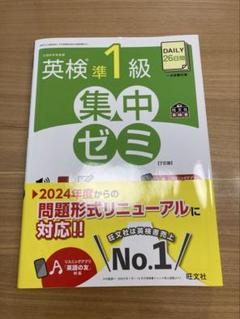 DAILY
26日間
英検®準1級
集中
ゼミ
2024年度からの
問題形式リニューアルに
対応!!
リスニングアプリ
「英語の友」
対応
旺文社は英検書売上
No.1
旺文社